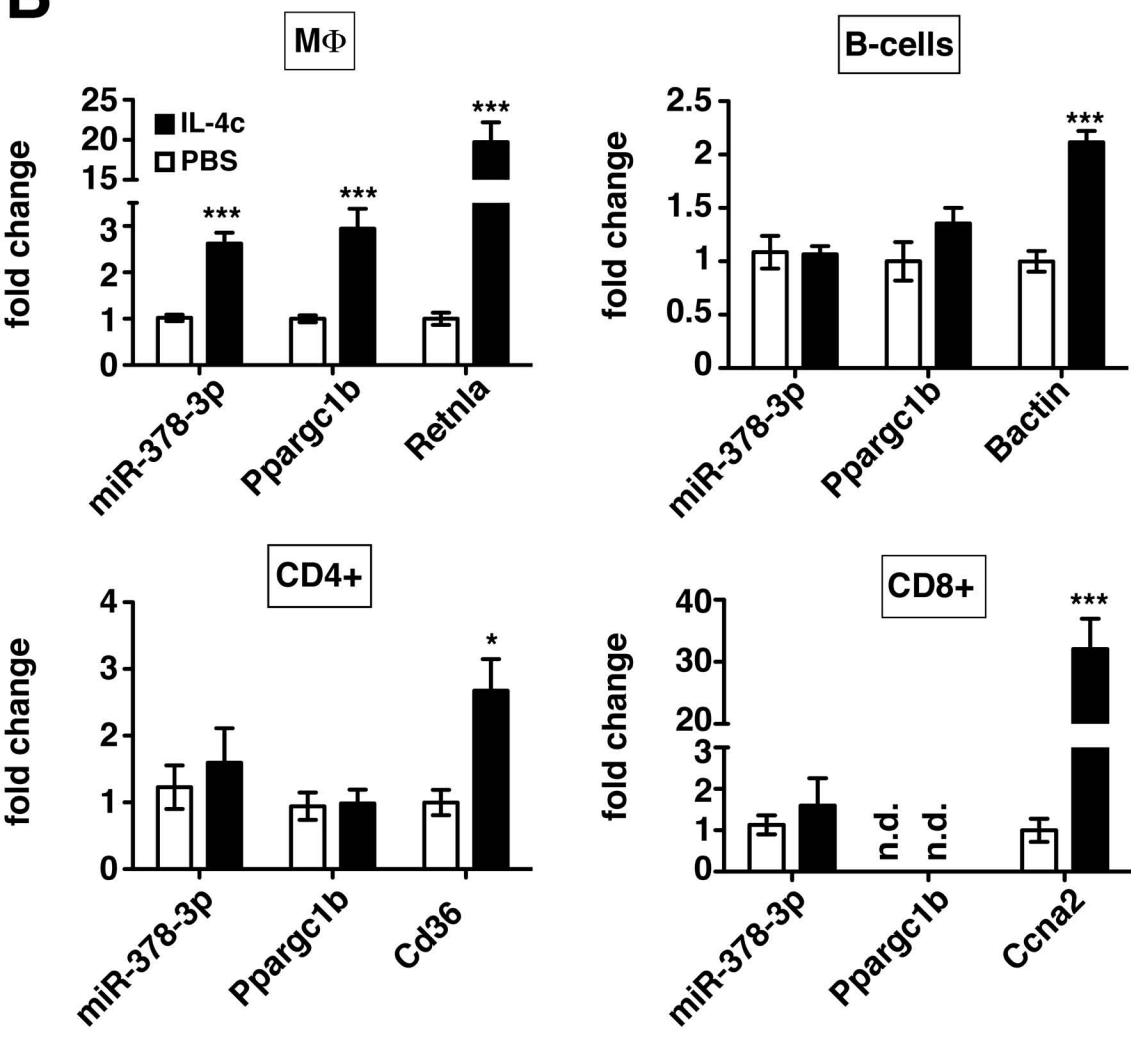 B
MΦ
fold change
25
20
15
3
2
1
0
IL-4c
PBS
***
***
***
miR-378-3p
Ppargc1b
Retnla
B-cells
fold change
2.5
2
1.5
1
0.5
0
***
miR-378-3p
Ppargc1b
Bactin
CD4+
fold change
4
3
2
1
0
*
miR-378-3p
Ppargc1b
Cd36
CD8+
fold change
40
30
20
3
2
1
0
n.d.
n.d.
***
miR-378-3p
Ppargc1b
Ccna2